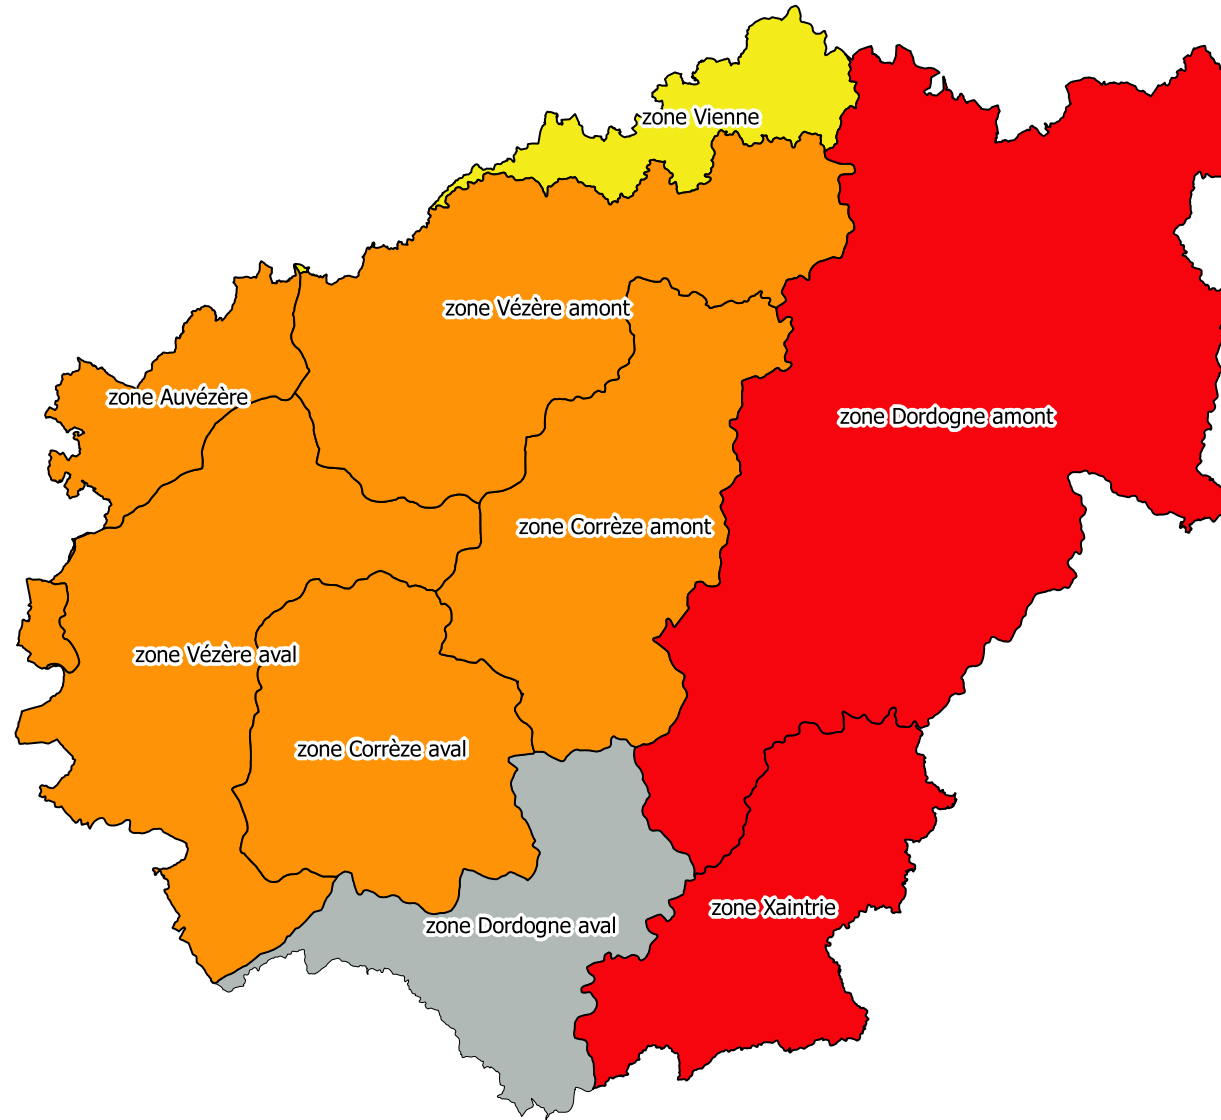 zone Vienne
zone Vézère amont
zone Auvézère
zone Dordogne amont
zone Corrèze amont
zone Vézère aval
zone Corrèze aval
zone Xaintrie
zone Dordogne aval